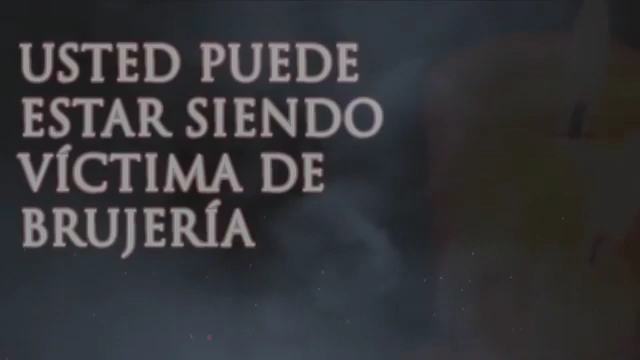 USTED PUEDE
ESTAR SIENDO
VÍCTIMA DE
BRUJERÍA